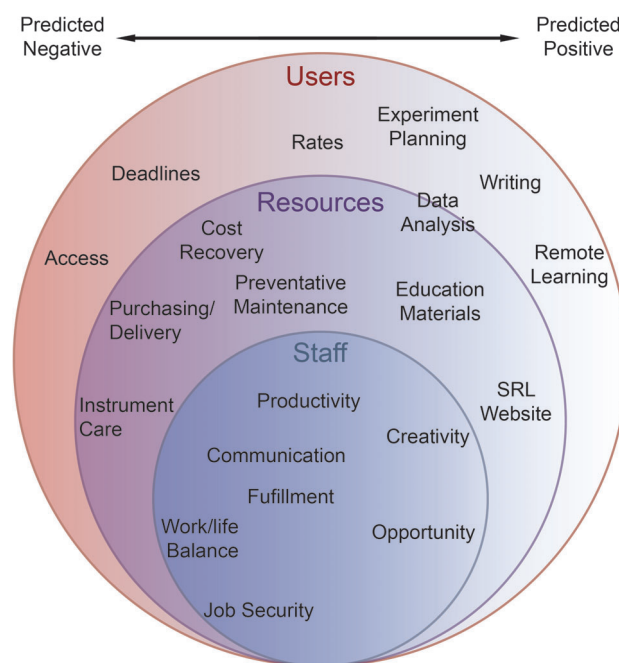 Predicted
Negative
Predicted
Positive
Users
Experiment
Planning
Rates
Deadlines
Writing
Resources
Data
Analysis
Cost
Recovery
Access
Remote
Learning
Preventative
Maintenance
Education
Materials
Purchasing/
Delivery
Staff
Instrument
Care
Productivity
SRL
Website
Creativity
Communication
Fufillment
Work/life
Balance
Opportunity
Job Security